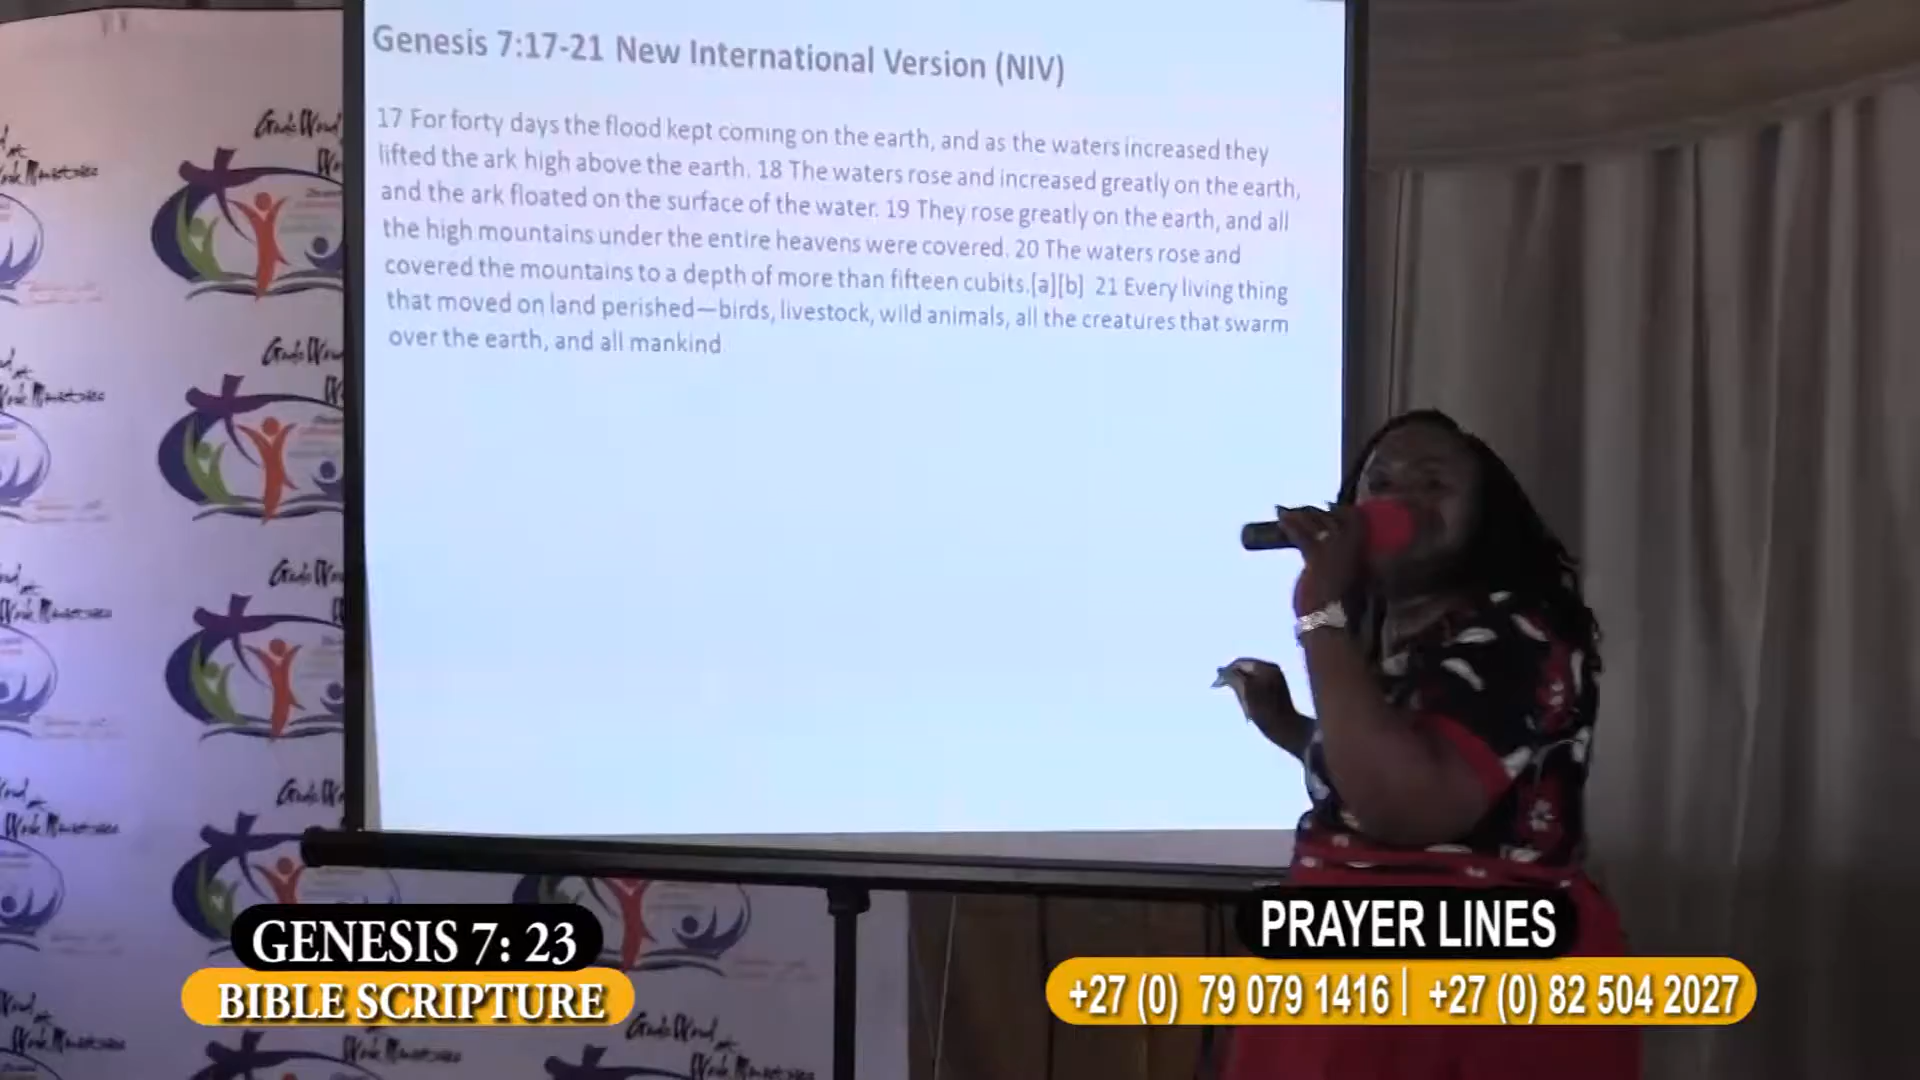 Genesis 7:17-21 New International Version (NIV)
17 For forty days the flood kept coming on the earth, and as the waters increased they
lifted the ark high above the earth. 18 The waters rose and increased greatly on the earth,
and the ark floated on the surface of the water. 19 They rose greatly on the earth, and all
the high mountains under the entire heavens were covered. 20 The waters rose and
covered the mountains to a depth of more than fifteen cubits.[a][b] 21 Every living thing
that moved on land perished—birds, livestock, wild animals, all the creatures that swarm
over the earth, and all mankind
GENESIS 7: 23
BIBLE SCRIPTURE
PRAYER LINES
+27 (0) 79 079 1416 | +27 (0) 82 504 2027